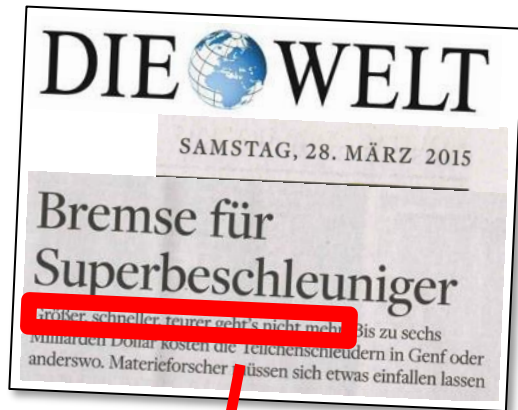 DIE WELT
SAMSTAG, 28. MÄRZ 2015
Bremse für
Superbeschleuniger
Größer, schneller, teurer geht's nicht mehr. Bis zu sechs
Milliarden Dollar kosten die Teilchenschleudern in Genf oder
anderswo. Materieforscher müssen sich etwas einfallen lassen